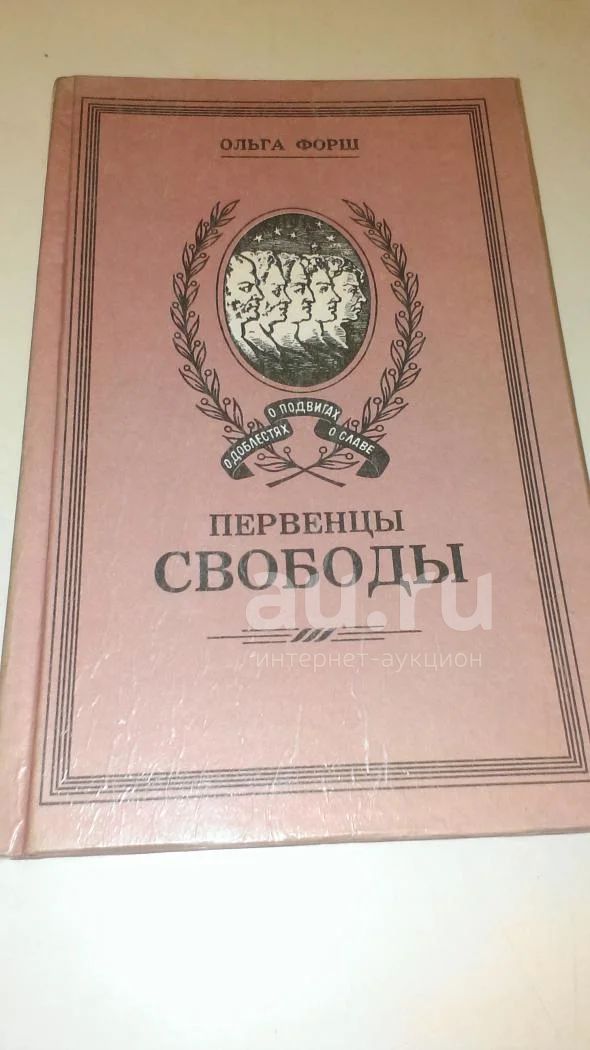 ОЛЬГА ФОРШ
О ДОБЛЕСТЯХ
О ПОДВИГАХ
О СЛАВЕ
ПЕРВЕНЦЫ
СВОБОДЫ
au.ru
интернет-аукцион